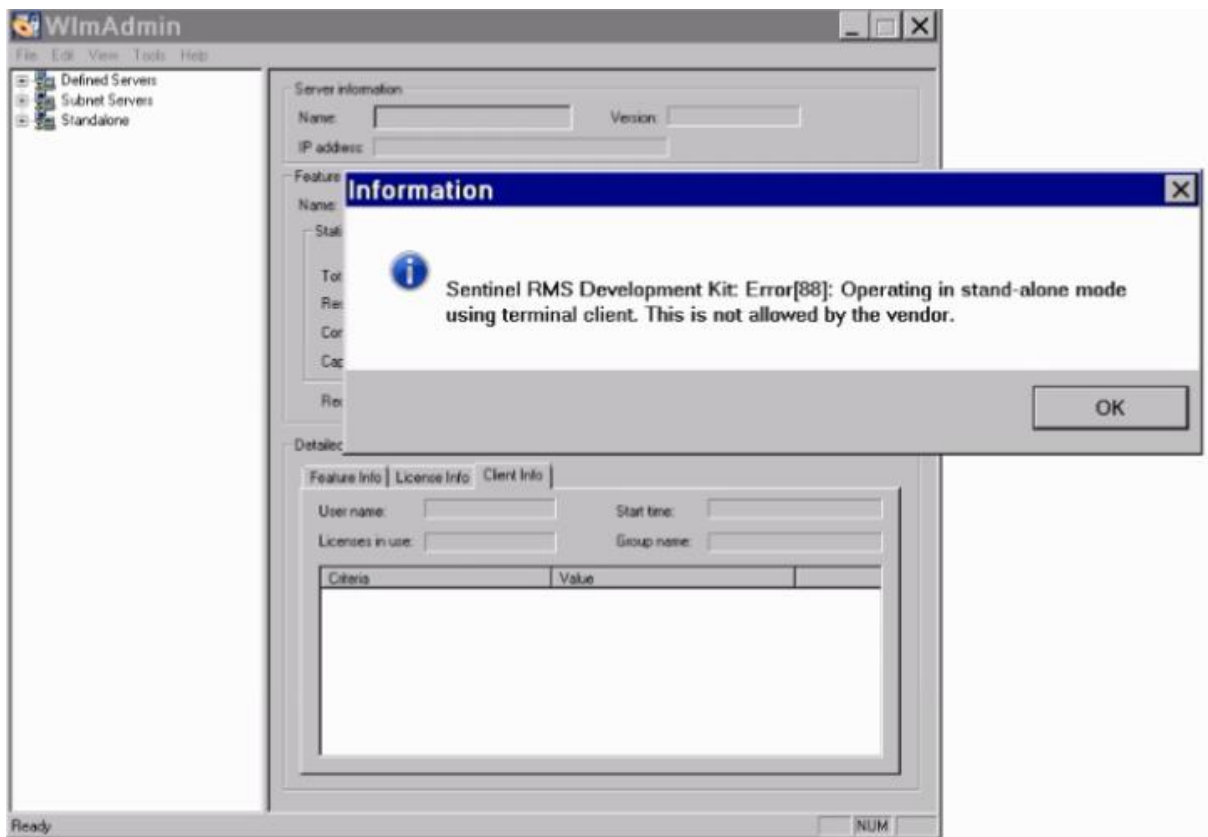 WlmAdmin
File Edit View Tools Help
Defined Servers
Subnet Servers
Standalone
Server information
Name: Version:
IP address:
Feature
Name:
Information
Sentinel RMS Development Kit: Error[88]: Operating in stand-alone mode
using terminal client. This is not allowed by the vendor.
OK
Stati
Tot
Res
Con
Cap
Rec
Detailed
Feature Info License Info Client Info
User name: Start time:
Licenses in use: Group name:
Criteria Value
Ready NUM